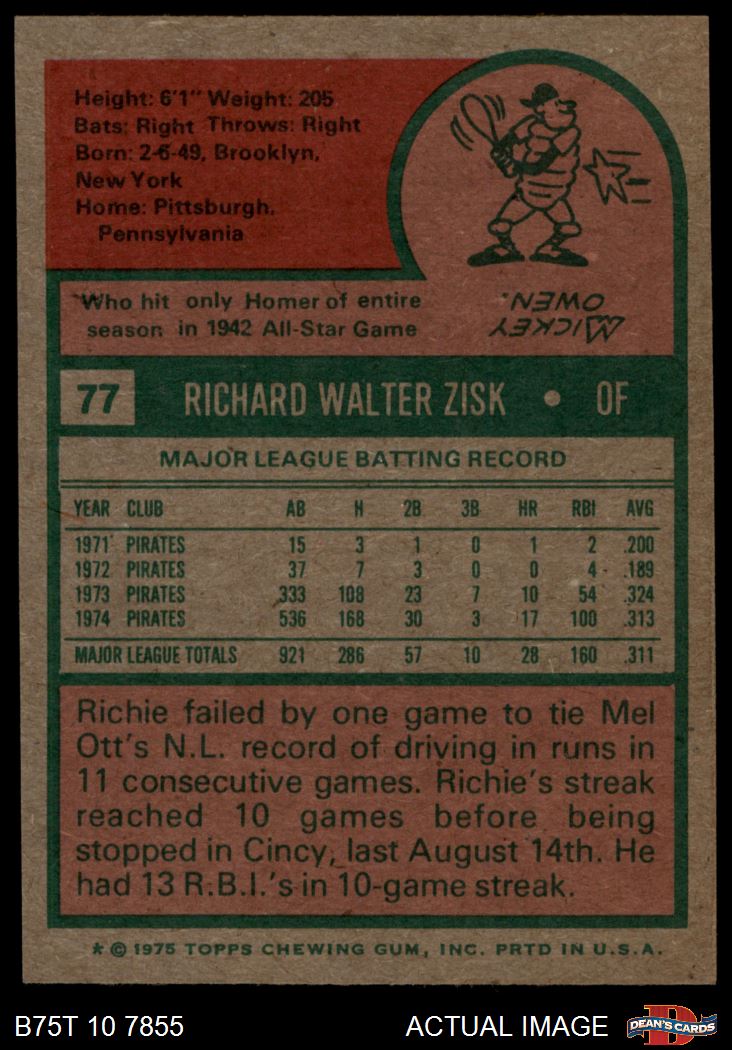 Height: 6'1" Weight: 205
Bats: Right Throws: Right
Born: 2-6-49, Brooklyn,
New York
Home: Pittsburgh,
Pennsylvania
Who hit only Homer of entire
season in 1942 All-Star Game
MICKEY
OWEN.
77 RICHARD WALTER ZISK • OF
MAJOR LEAGUE BATTING RECORD
YEAR CLUB AB H 2B 3B HR RBI AVG
1971 PIRATES 15 3 1 0 1 2 .200
1972 PIRATES 37 7 3 0 0 4 .189
1973 PIRATES 333 108 23 7 10 54 .324
1974 PIRATES 536 168 30 3 17 100 .313
MAJOR LEAGUE TOTALS 921 286 57 10 28 160 .311
Richie failed by one game to tie Mel
Ott's N.L. record of driving in runs in
11 consecutive games. Richie's streak
reached 10 games before being
stopped in Cincy, last August 14th. He
had 13 R.B.I.'s in 10-game streak.
* © 1975 TOPPS CHEWING GUM, INC. PRTD IN U.S.A.
B75T 10 7855 ACTUAL IMAGE D DEAN'S CARDS